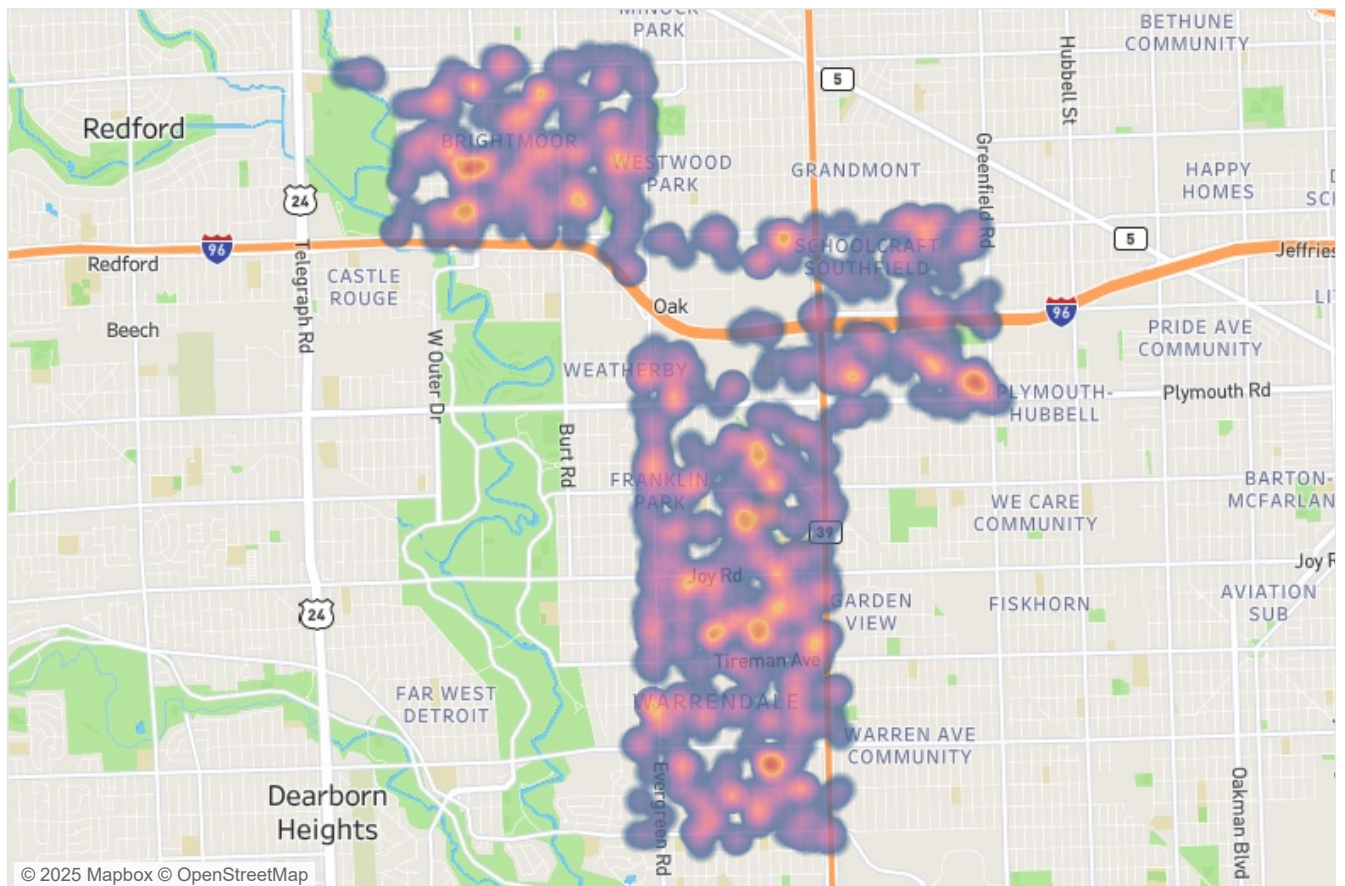 MINOCK
PARK
BETHUNE
COMMUNITY
Hubbell St
5
Redford
BRIGHTMOOR
WESTWOOD
PARK
GRANDMONT
Greenfield Rd
HAPPY
HOMES
24
5
96
Redford
Telegraph Rd
CASTLE
ROUGE
SCHOOLCRAFT
SOUTHFIELD
Jeffries
Oak
96
Beech
W Outer Dr
WEATHERBY
PRIDE AVE
COMMUNITY
PLYMOUTH-
HUBBELL
Plymouth Rd
Burt Rd
FRANKLIN
PARK
BARTON-
MCFARLAN
WE CARE
COMMUNITY
39
Joy Rd
Joy R
24
GARDEN
VIEW
FISKHORN
AVIATION
SUB
Tireman Ave
WARRENDALE
FAR WEST
DETROIT
WARREN AVE
COMMUNITY
Evergreen Rd
Oakman Blvd
Dearborn
Heights
© 2025 Mapbox © OpenStreetMap